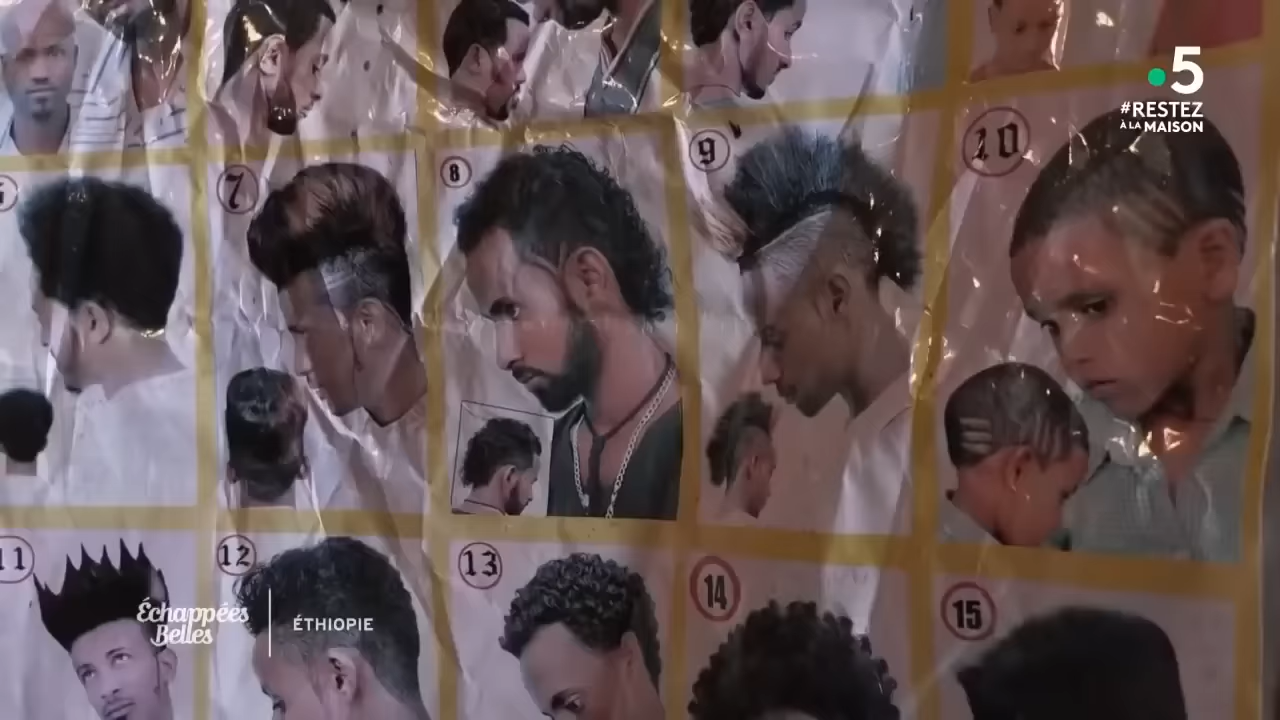 5
#RESTEZ
À LA MAISON
7
8
9
10
11
12
13
14
15
Échappées
Belles
ÉTHIOPIE